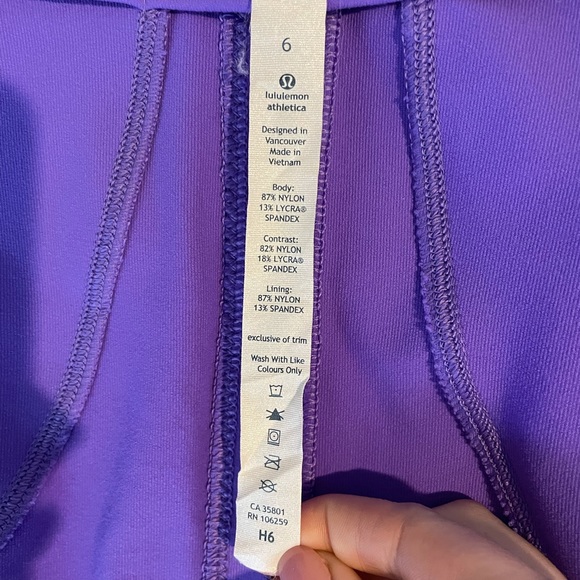 6
lululemon
athletica
Designed in
Vancouver
Made in
Vietnam
Body:
87% NYLON
13% LYCRA®
SPANDEX
Contrast:
82% NYLON
18% LYCRA®
SPANDEX
Lining:
87% NYLON
13% SPANDEX
exclusive of trim
Wash With Like
Colours Only
CA 35801
RN 106259
H6